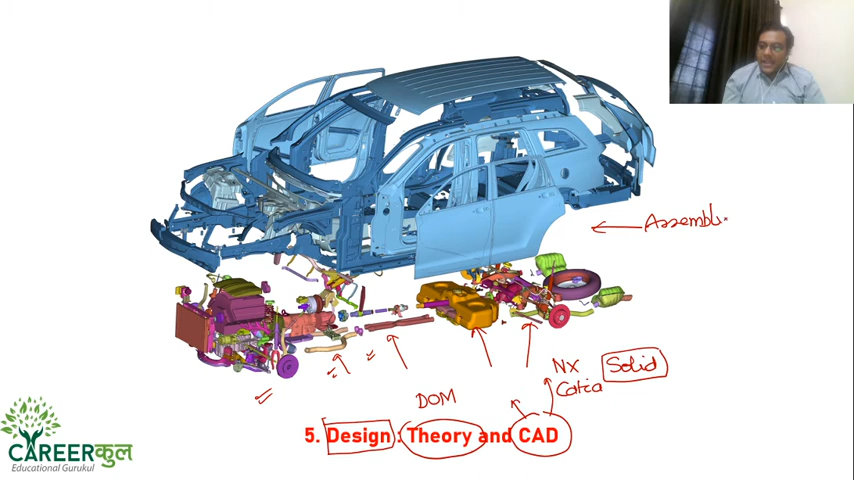 Assembl
NX
Solid
Catia
DOM
5. Design : Theory and CAD
CAREERकुल
Educational Gurukul